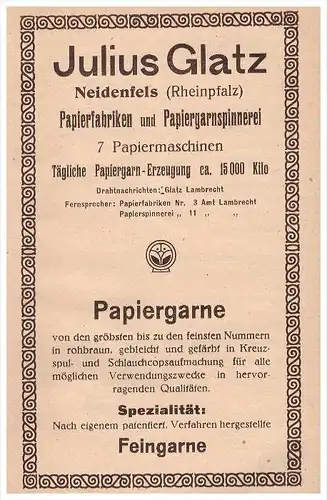 Julius Glatz
Neidenfels (Rheinpfalz)
Papierfabriken und Papiergarnspinnerei
7 Papiermaschinen
Tägliche Papiergarn-Erzeugung ca. 15000 Kilo
Drahtnachrichten: Glatz Lambrecht
Fernsprecher: Papierfabriken Nr. 3 Amt Lambrecht
Papierspinnerei „ 11 „ „
Papiergarne
von den gröbsten bis zu den feinsten Nummern
in rohbraun, gebleicht und gefärbt in Kreuz-
spul- und Schlauchcopsaufmachung für alle
möglichen Verwendungszwecke in hervor-
ragenden Qualitäten.
Spezialität:
Nach eigenem patentiert. Verfahren hergestellte
Feingarne